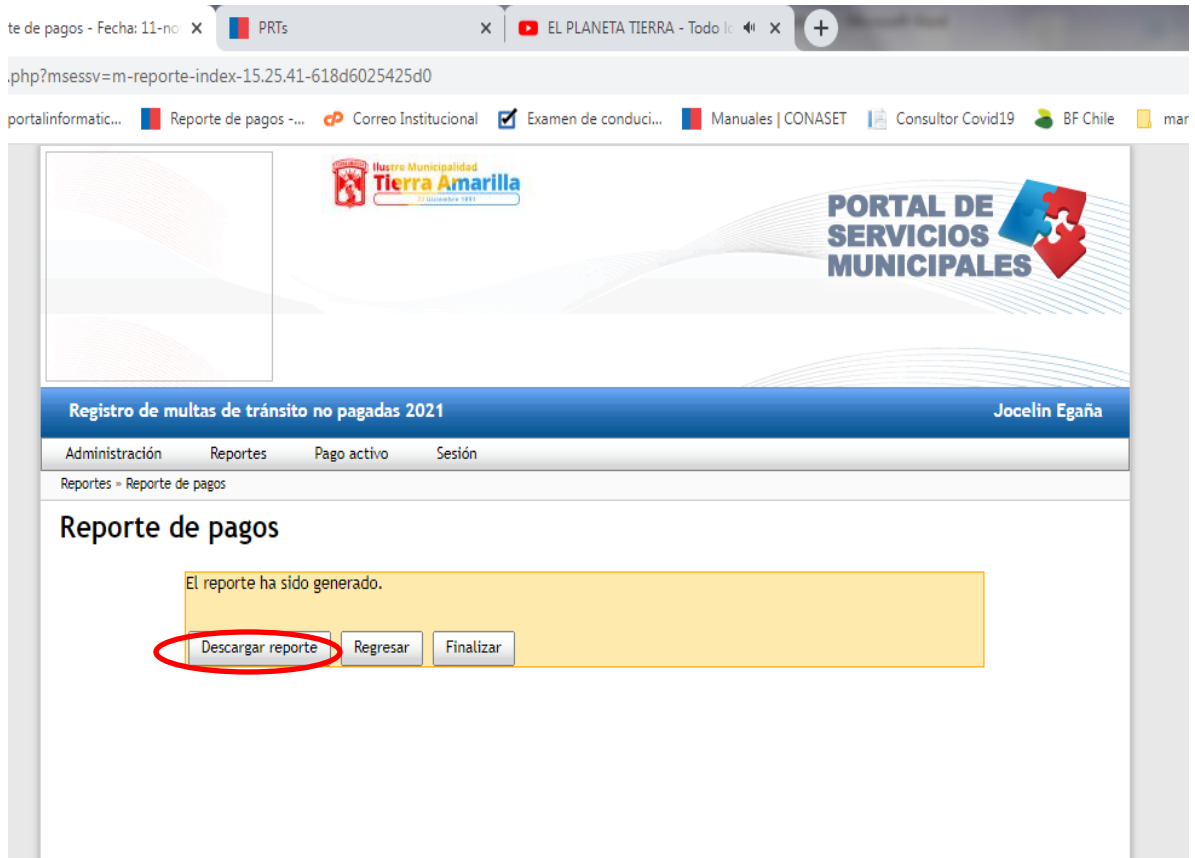 te de pagos - Fecha: 11-no PRTs EL PLANETA TIERRA - Todo lo
.php?msessv=m-reporte-index-15.25.41-618d6025425d0
portalinformatic... Reporte de pagos -... Correo Institucional Examen de conduci... Manuales | CONASET Consultor Covid19 BF Chile mar
Ilustre Municipalidad
Tierra Amarilla
PORTAL DE
SERVICIOS
MUNICIPALES
Registro de multas de tránsito no pagadas 2021 Jocelin Egaña
Administración Reportes Pago activo Sesión
Reportes » Reporte de pagos
Reporte de pagos
El reporte ha sido generado.
Descargar reporte Regresar Finalizar